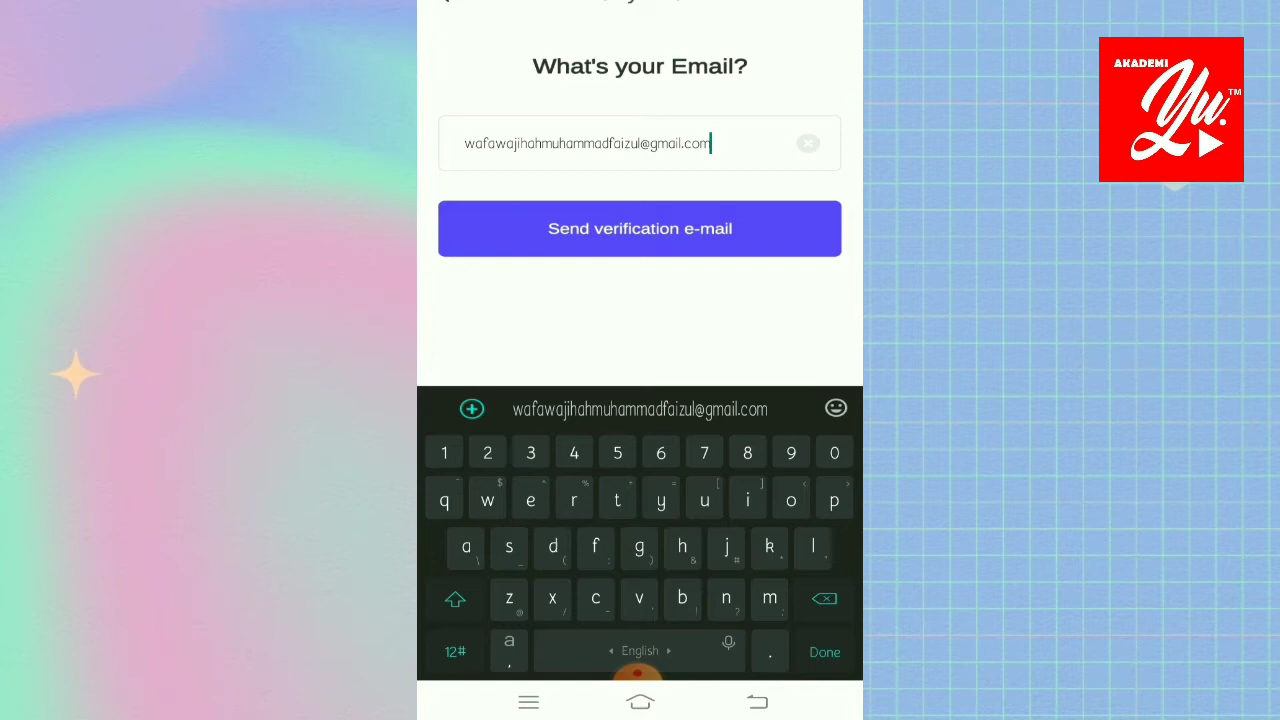 What's your Email?
wafawajihahmuhammadfaizul@gmail.com
Send verification e-mail
AKADEMI
Yu.
TM
wafawajihahmuhammadfaizul@gmail.com
1 2 3 4 5 6 7 8 9 0
q w e r t y u i o p
a s d f g h j k l
z x c v b n m
12# a , English . Done